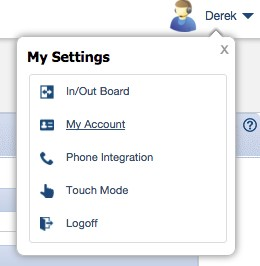 Derek
x
My Settings
In/Out Board
My Account
Phone Integration
Touch Mode
Logoff
?